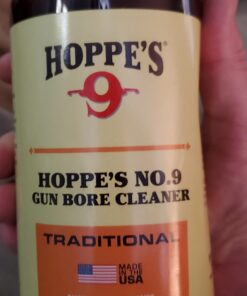 HOPPE'S
9
HOPPE'S NO.9
GUN BORE CLEANER
TRADITIONAL
MADE
IN THE
USA